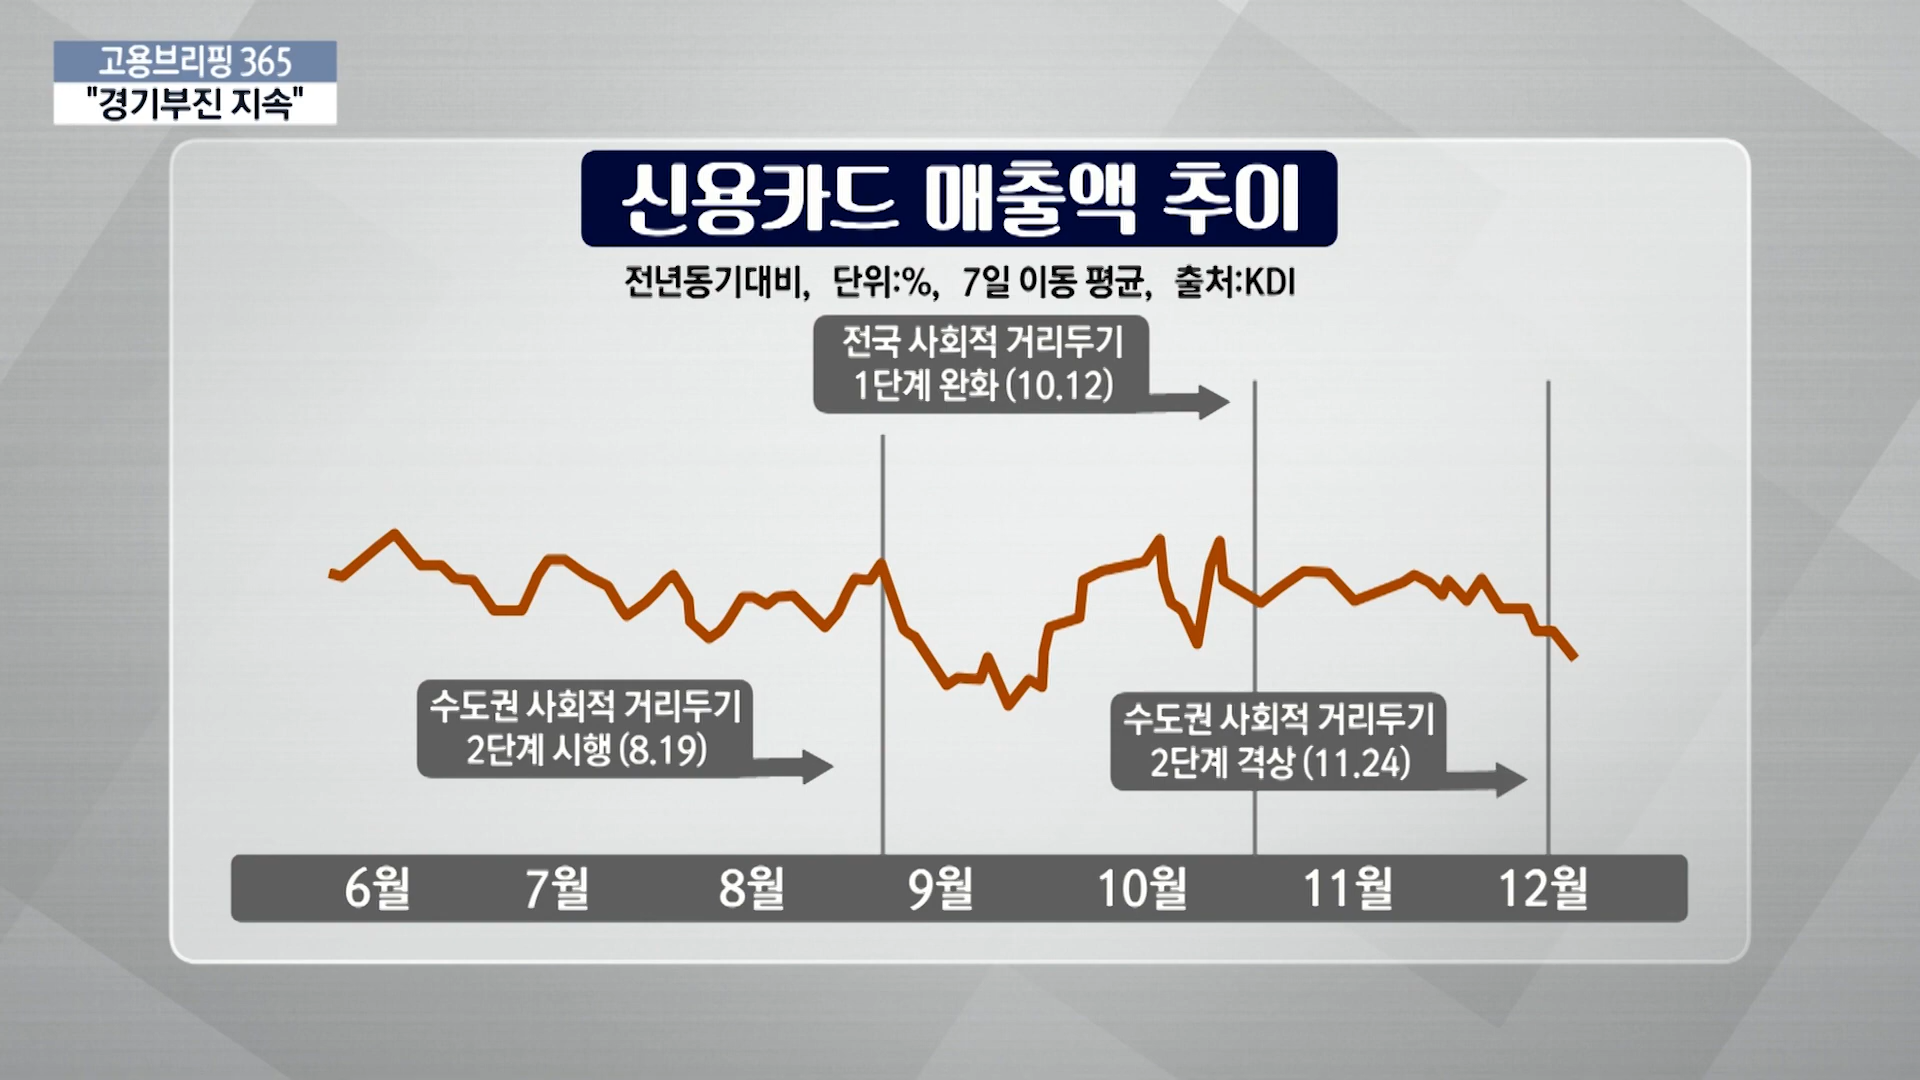 고용브리핑 365
"경기부진 지속"
신용카드 매출액 추이
전년동기대비, 단위:%, 7일 이동 평균, 출처:KDI
전국 사회적 거리두기
1단계 완화(10.12)
수도권 사회적 거리두기
2단계 시행(8.19)
수도권 사회적 거리두기
2단계 격상(11.24)
6월 7월 8월 9월 10월 11월 12월